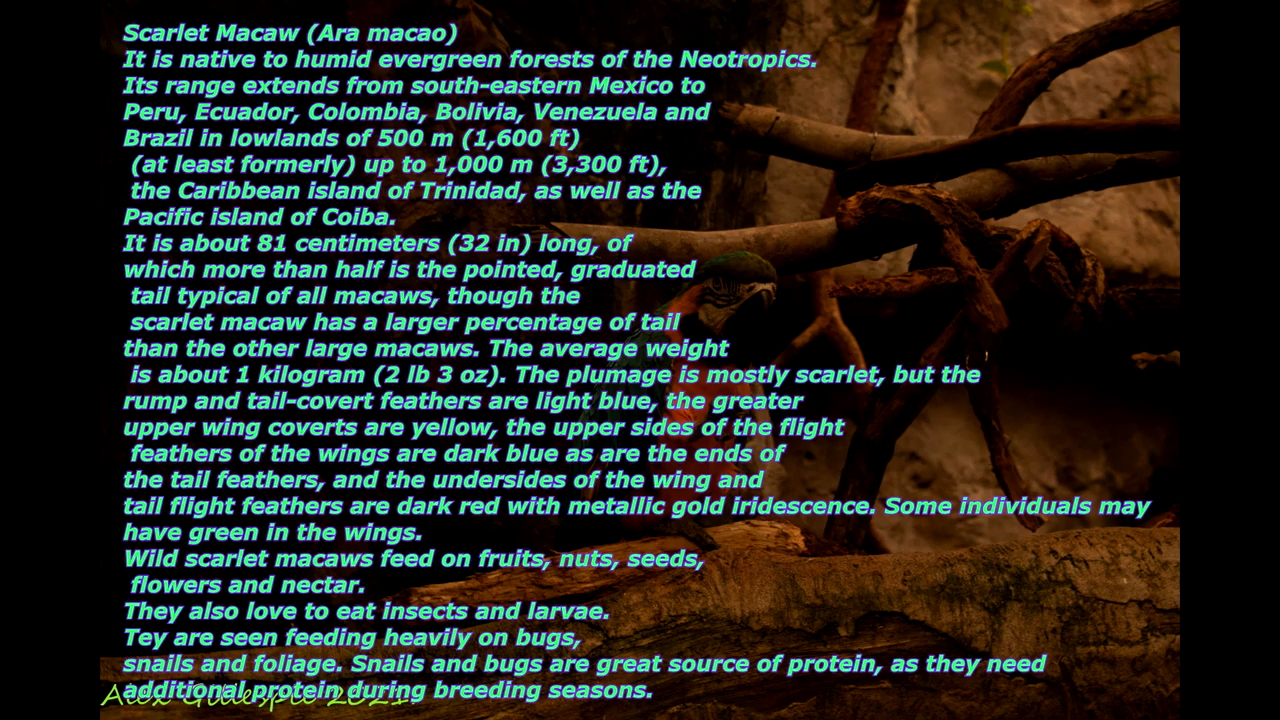 Scarlet Macaw (Ara macao)
It is native to humid evergreen forests of the Neotropics.
Its range extends from south-eastern Mexico to
Peru, Ecuador, Colombia, Bolivia, Venezuela and
Brazil in lowlands of 500 m (1,600 ft)
(at least formerly) up to 1,000 m (3,300 ft),
the Caribbean island of Trinidad, as well as the
Pacific island of Coiba.
It is about 81 centimeters (32 in) long, of
which more than half is the pointed, graduated
tail typical of all macaws, though the
scarlet macaw has a larger percentage of tail
than the other large macaws. The average weight
is about 1 kilogram (2 lb 3 oz). The plumage is mostly scarlet, but the
rump and tail-covert feathers are light blue, the greater
upper wing coverts are yellow, the upper sides of the flight
feathers of the wings are dark blue as are the ends of
the tail feathers, and the undersides of the wing and
tail flight feathers are dark red with metallic gold iridescence. Some individuals may
have green in the wings.
Wild scarlet macaws feed on fruits, nuts, seeds,
flowers and nectar.
They also love to eat insects and larvae.
Tey are seen feeding heavily on bugs,
snails and foliage. Snails and bugs are great source of protein, as they need
additional protein during breeding seasons.
Alex Gillespie 2021